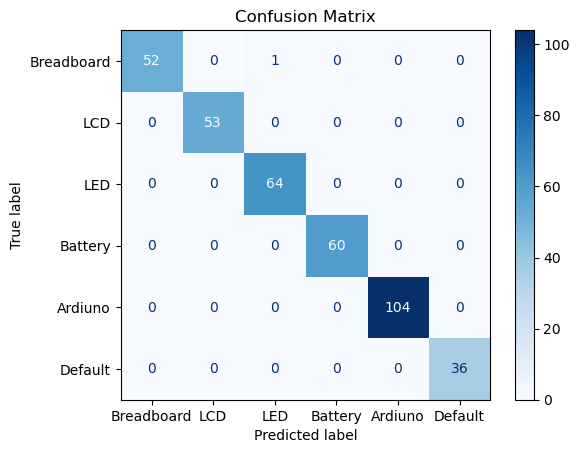 Confusion Matrix
True label
Breadboard 52 0 1 0 0 0
LCD 0 53 0 0 0 0
LED 0 0 64 0 0 0
Battery 0 0 0 60 0 0
Ardiuno 0 0 0 0 104 0
Default 0 0 0 0 0 36
Breadboard LCD LED Battery Ardiuno Default
Predicted label
100
80
60
40
20
0